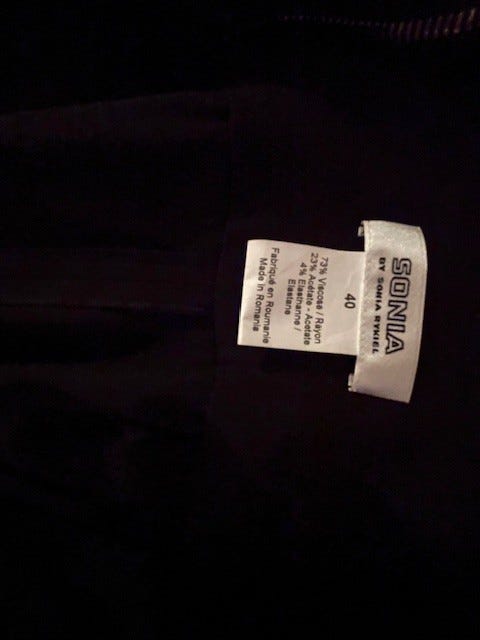 SONIA
BY SONIA RYKIEL
40
73% Viscose / Rayon
23% Acétate - Acetate
4% Elasthanne /
Elastane
Fabriqué en Roumanie
Made in Romania